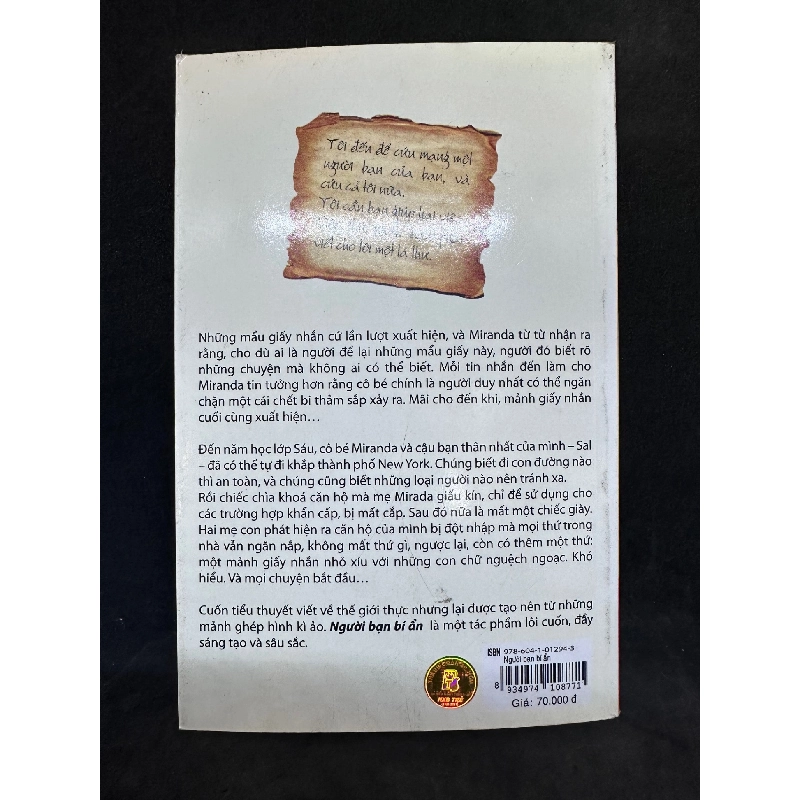 Tôi đến để cứu mạng một
người bạn của bạn, và
cứu cả tôi nữa.
Tôi cần bạn giúp hai
viết cho tôi một lá thư.
Những mẩu giấy nhắn cứ lần lượt xuất hiện, và Miranda từ từ nhận ra
rằng, cho dù ai là người để lại những mẩu giấy này, người đó biết rõ
những chuyện mà không ai có thể biết. Mỗi tin nhắn đến làm cho
Miranda tin tưởng hơn rằng cô bé chính là người duy nhất có thể ngăn
chặn một cái chết bi thảm sắp xảy ra. Mãi cho đến khi, mảnh giấy nhắn
cuối cùng xuất hiện…
Đến năm học lớp Sáu, cô bé Miranda và cậu bạn thân nhất của mình – Sal
– đã có thể tự đi khắp thành phố New York. Chúng biết đi con đường nào
thì an toàn, và chúng cũng biết những loại người nào nên tránh xa.
Rồi chiếc chìa khoá căn hộ mà mẹ Mirada giấu kín, chỉ để sử dụng cho
các trường hợp khẩn cấp, bị mất cắp. Sau đó nữa là mất một chiếc giày.
Hai mẹ con phát hiện ra căn hộ của mình bị đột nhập mà mọi thứ trong
nhà vẫn ngăn nắp, không mất thứ gì, ngược lại, còn có thêm một thứ:
một mảnh giấy nhắn nhỏ xíu với những con chữ nguệch ngoạc. Khó
hiểu. Và mọi chuyện bắt đầu…
Cuốn tiểu thuyết viết về thế giới thực nhưng lại được tạo nên từ những
mảnh ghép hình kì ảo. Người bạn bí ẩn là một tác phẩm lôi cuốn, đầy
sáng tạo và sâu sắc.
ISBN 978-604-1-01294-3
Người bạn bí ẩn
8 934974 108771
Giá: 70.000 đ